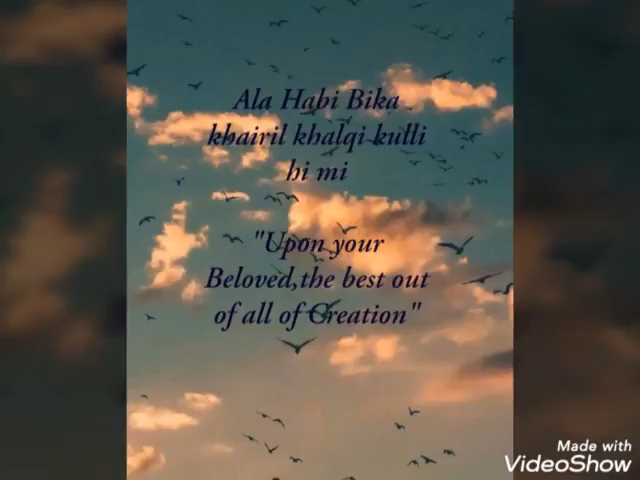 Ala Habi Bika
khairil khalqi kulli
hi mi
"Upon your
Beloved,the best out
of all of Creation"
Made with
VideoShow